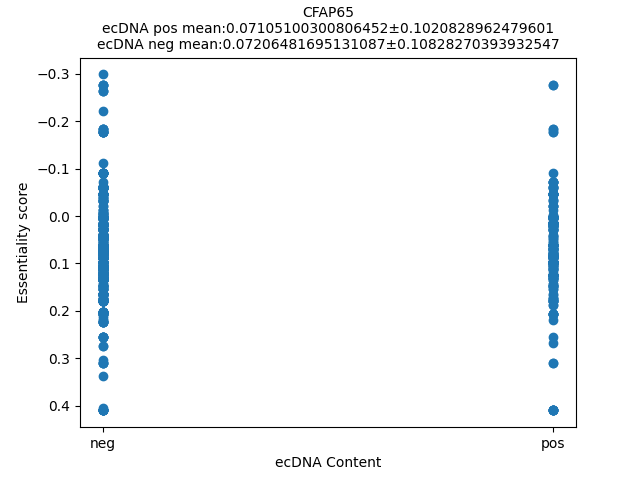 CFAP65
ecDNA pos mean:0.07105100300806452±0.1020828962479601
ecDNA neg mean:0.07206481695131087±0.10828270393932547
−0.3
−0.2
−0.1
0.0
0.1
0.2
0.3
0.4
Essentiality score
neg
pos
ecDNA Content